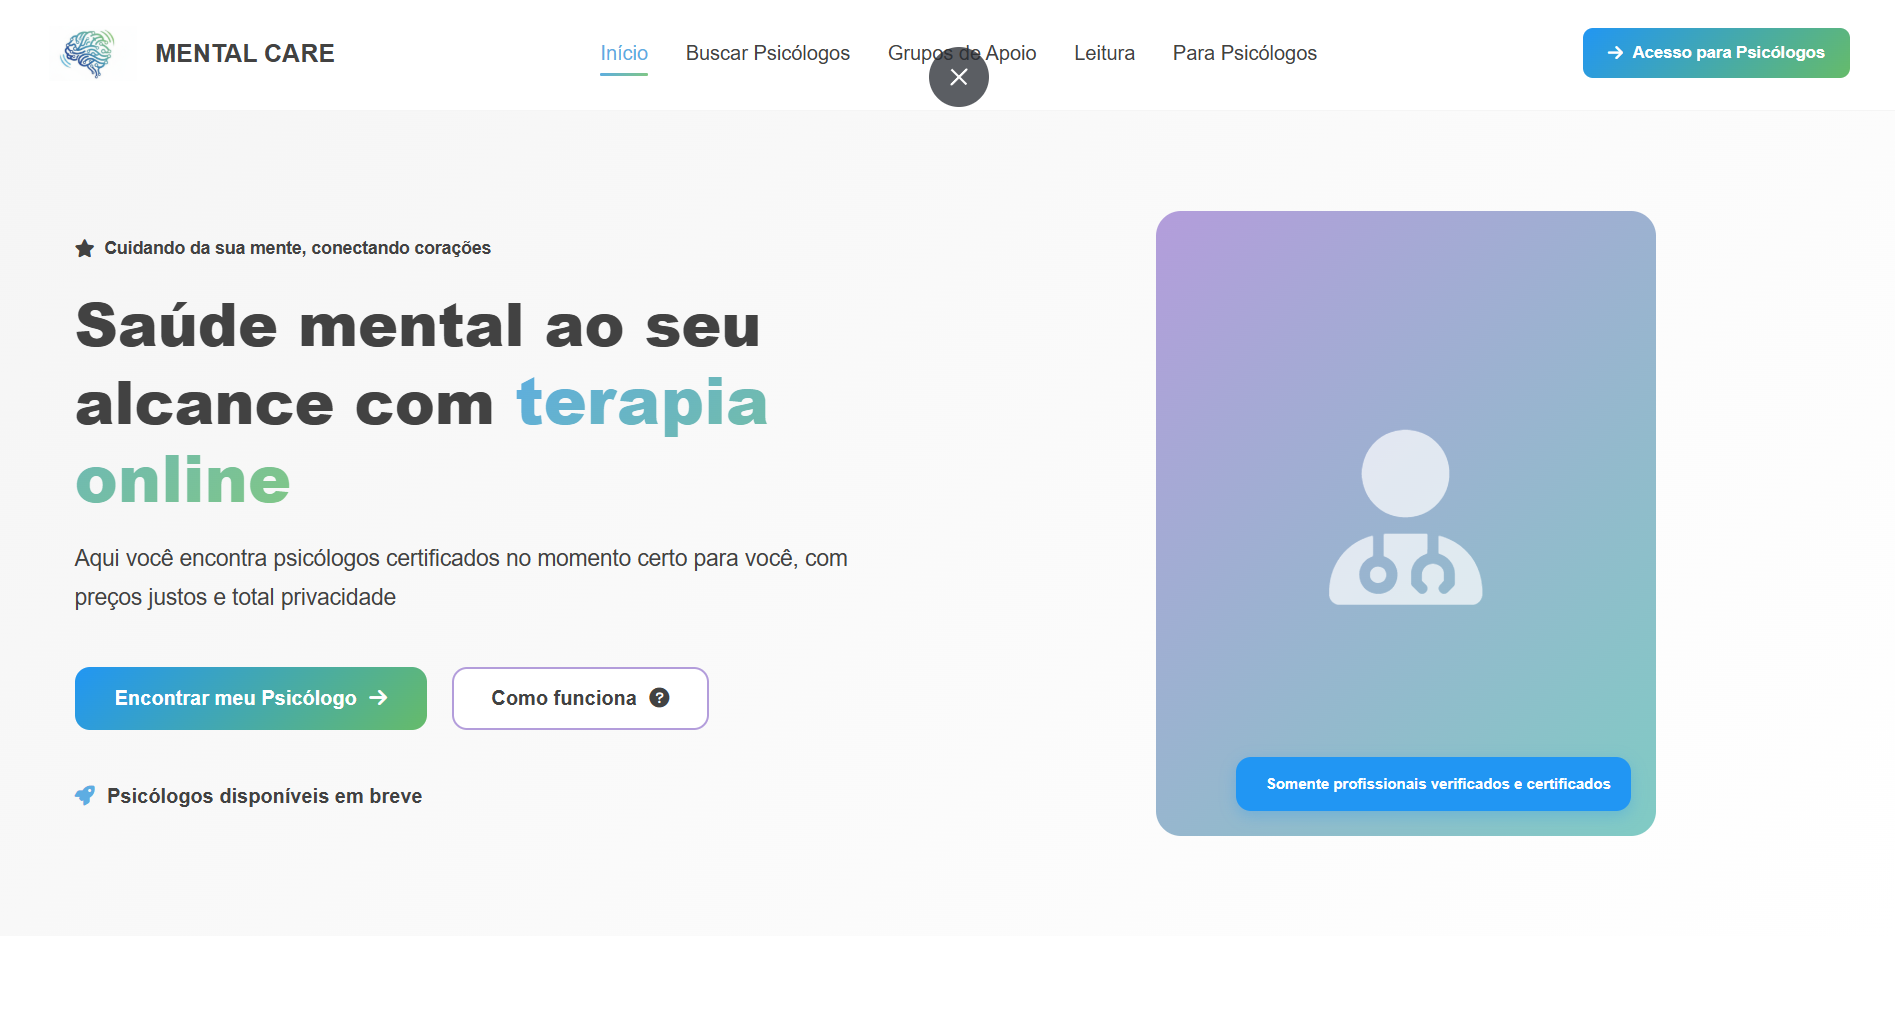 MENTAL CARE
Início
Buscar Psicólogos
Grupos de Apoio
Leitura
Para Psicólogos
Acesso para Psicólogos
Cuidando da sua mente, conectando corações
Saúde mental ao seu
alcance com terapia
online
Aqui você encontra psicólogos certificados no momento certo para você, com
preços justos e total privacidade
Encontrar meu Psicólogo
Como funciona
Psicólogos disponíveis em breve
Somente profissionais verificados e certificados